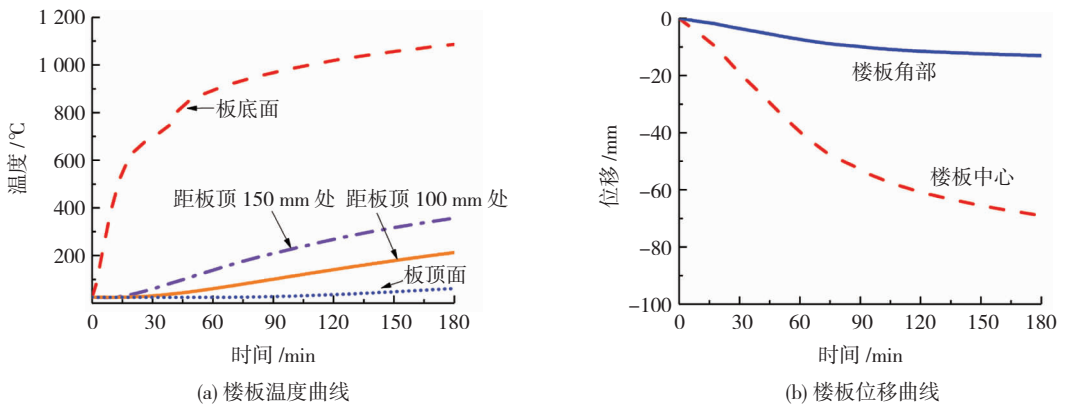 1 200
1 000
800
600
400
200
0
30
60
90
120
150
180
温度 /℃
时间 /min
板底面
距板顶 150 mm 处
距板顶 100 mm 处
板顶面
(a) 楼板温度曲线
0
−20
−40
−60
−80
−100
0
30
60
90
120
150
180
位移 /mm
时间 /min
楼板角部
楼板中心
(b) 楼板位移曲线